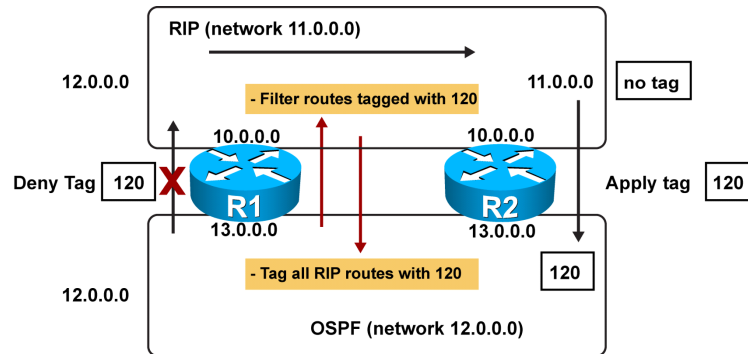 RIP (network 11.0.0.0)
12.0.0.0
11.0.0.0
no tag
- Filter routes tagged with 120
10.0.0.0
10.0.0.0
Deny Tag
120
X
R1
R2
Apply tag
120
13.0.0.0
13.0.0.0
- Tag all RIP routes with 120
120
12.0.0.0
OSPF (network 12.0.0.0)